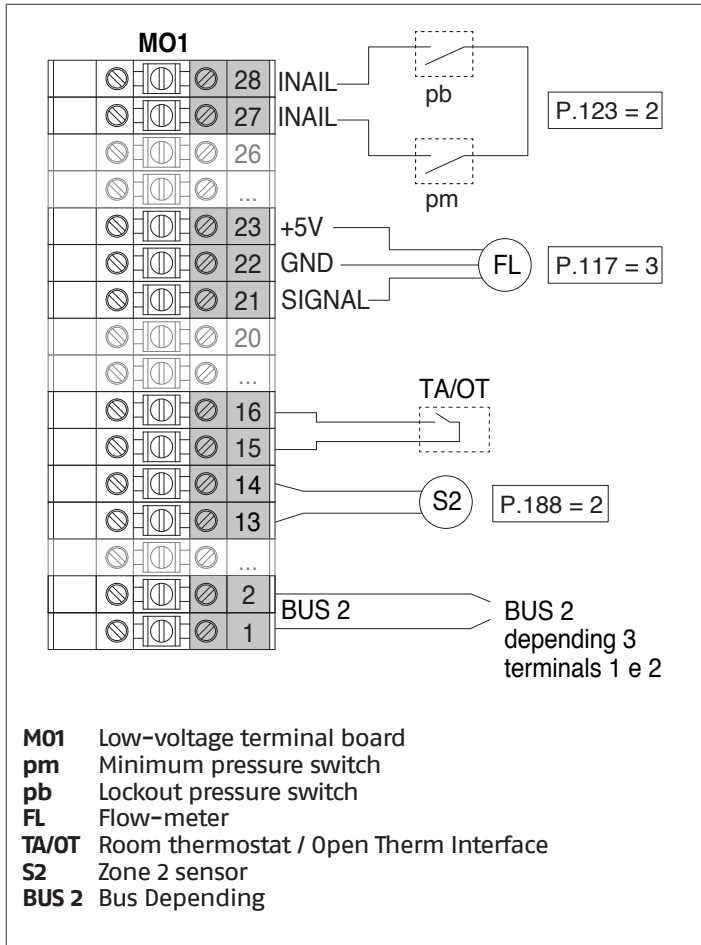 MO1
28 INAIL
pb
27 INAIL
P.123 = 2
26
...
pm
23 +5V
22 GND FL P.117 = 3
21 SIGNAL
20
...
TA/OT
16
15
14 S2 P.188 = 2
13
...
2
BUS 2 BUS 2
1
depending 3
terminals 1 e 2
MO1 Low-voltage terminal board
pm Minimum pressure switch
pb Lockout pressure switch
FL Flow-meter
TA/OT Room thermostat / Open Therm Interface
S2 Zone 2 sensor
BUS 2 Bus Depending